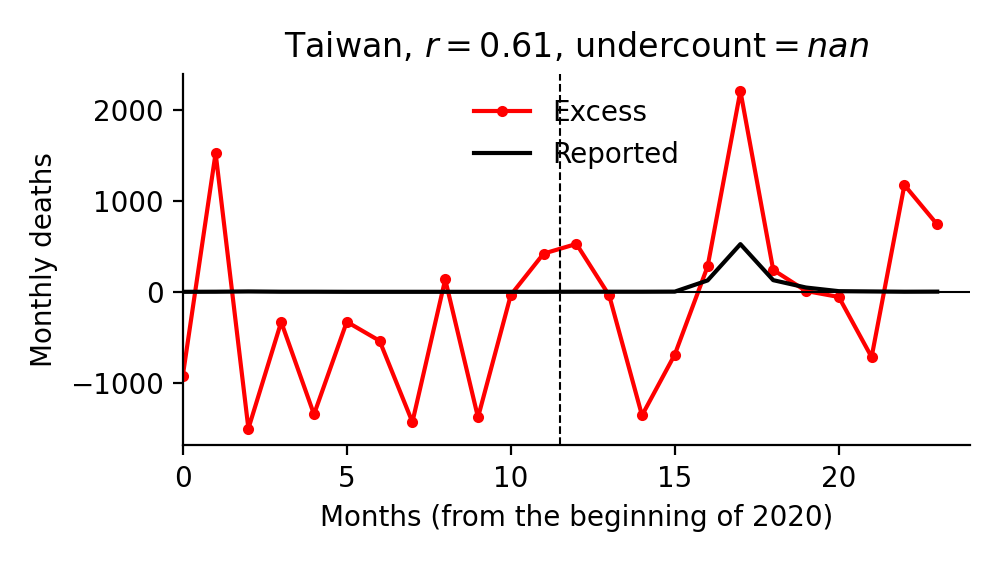 Taiwan, r = 0.61, undercount = nan
Excess
Reported
Monthly deaths
2000
1000
0
−1000
0 5 10 15 20
Months (from the beginning of 2020)